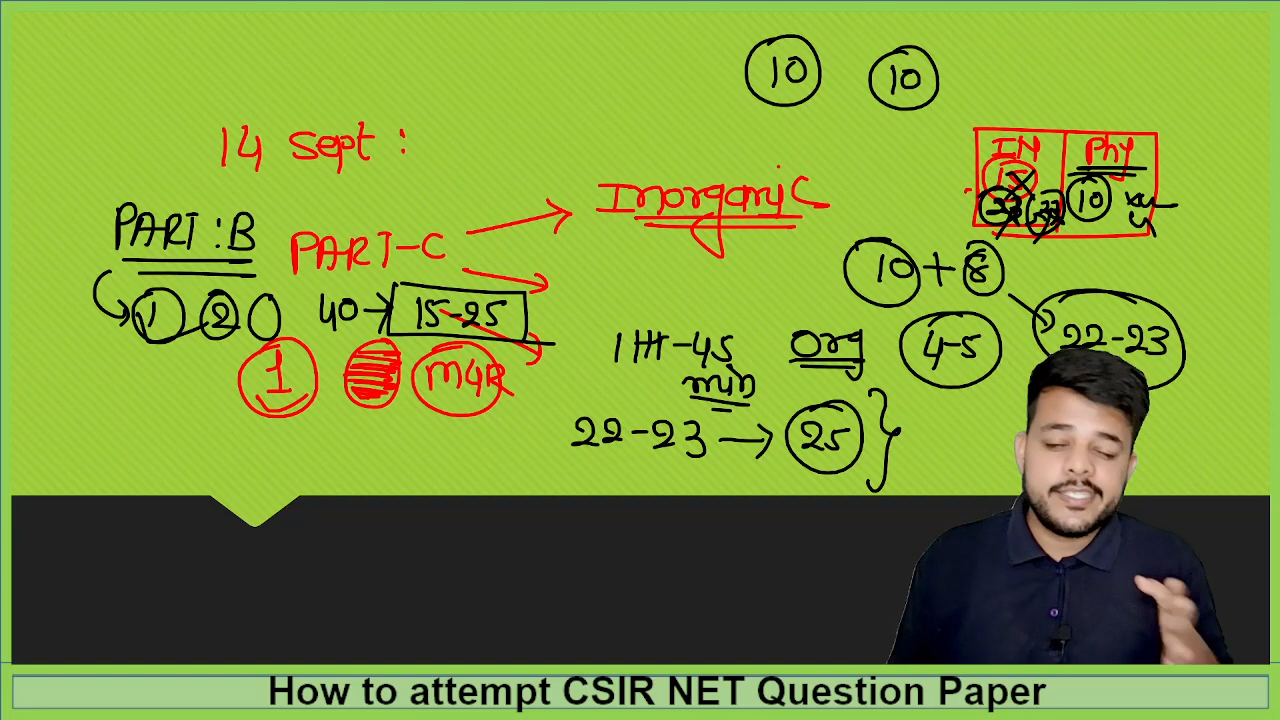 10 10
14 Sept :
IN Phy
15
10
Inorganic
PART : B
PART-C
10 + 8
1 2
40 → 15-25
1H-45 min
Org
4-5
22-23
1
22-23 → 25
How to attempt CSIR NET Question Paper